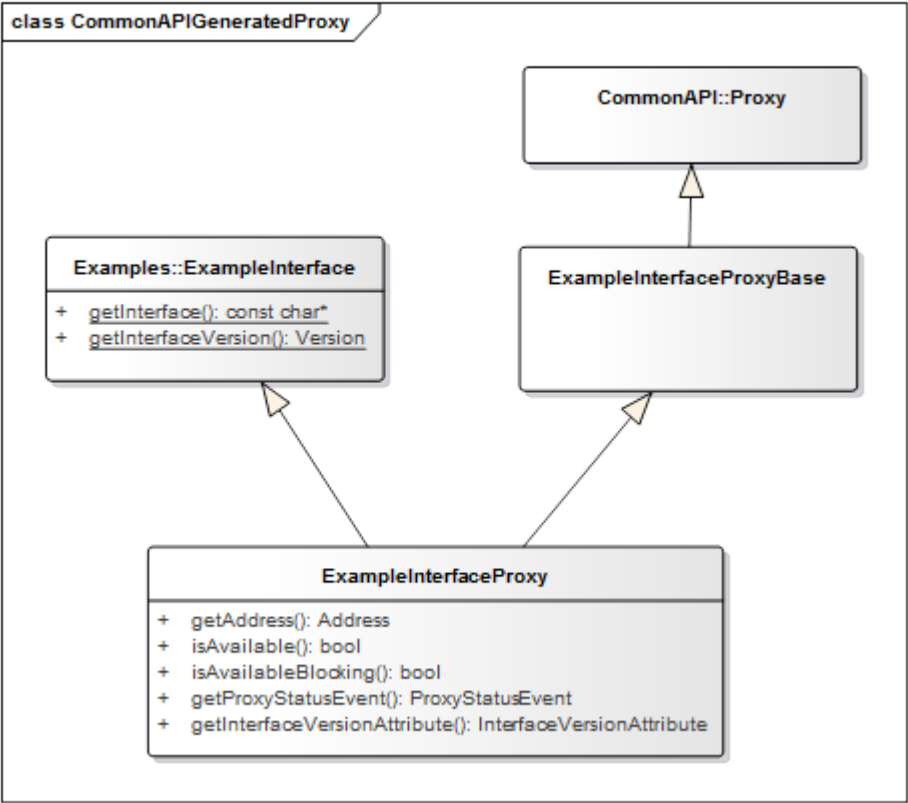 class CommonAPIGeneratedProxy
CommonAPI::Proxy
Examples::ExampleInterface
+ getInterface(): const char*
+ getInterfaceVersion(): Version
ExampleInterfaceProxyBase
ExampleInterfaceProxy
+ getAddress(): Address
+ isAvailable(): bool
+ isAvailableBlocking(): bool
+ getProxyStatusEvent(): ProxyStatusEvent
+ getInterfaceVersionAttribute(): InterfaceVersionAttribute